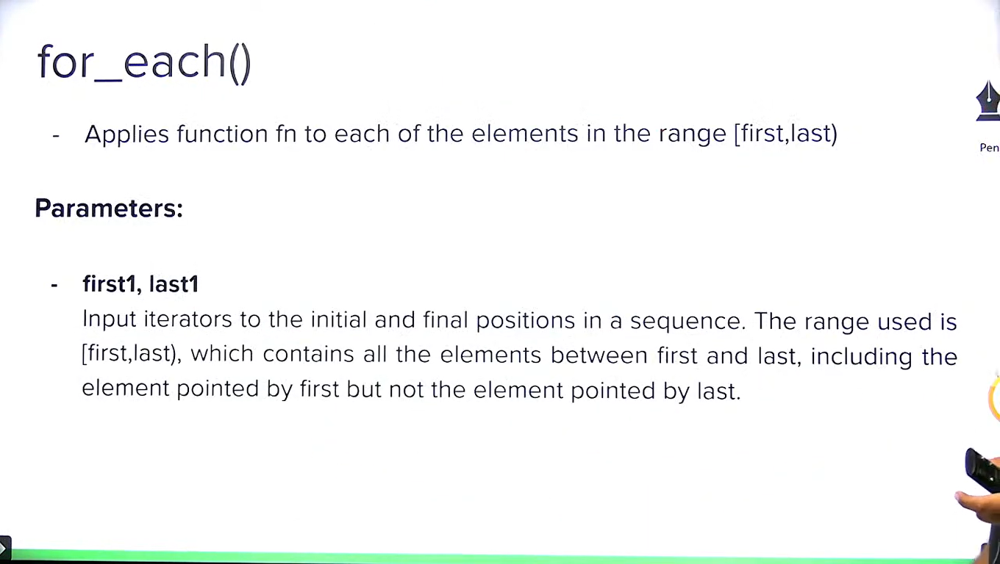 for_each()
- Applies function fn to each of the elements in the range [first,last)
Pen
Parameters:
- first1, last1
Input iterators to the initial and final positions in a sequence. The range used is
[first,last), which contains all the elements between first and last, including the
element pointed by first but not the element pointed by last.